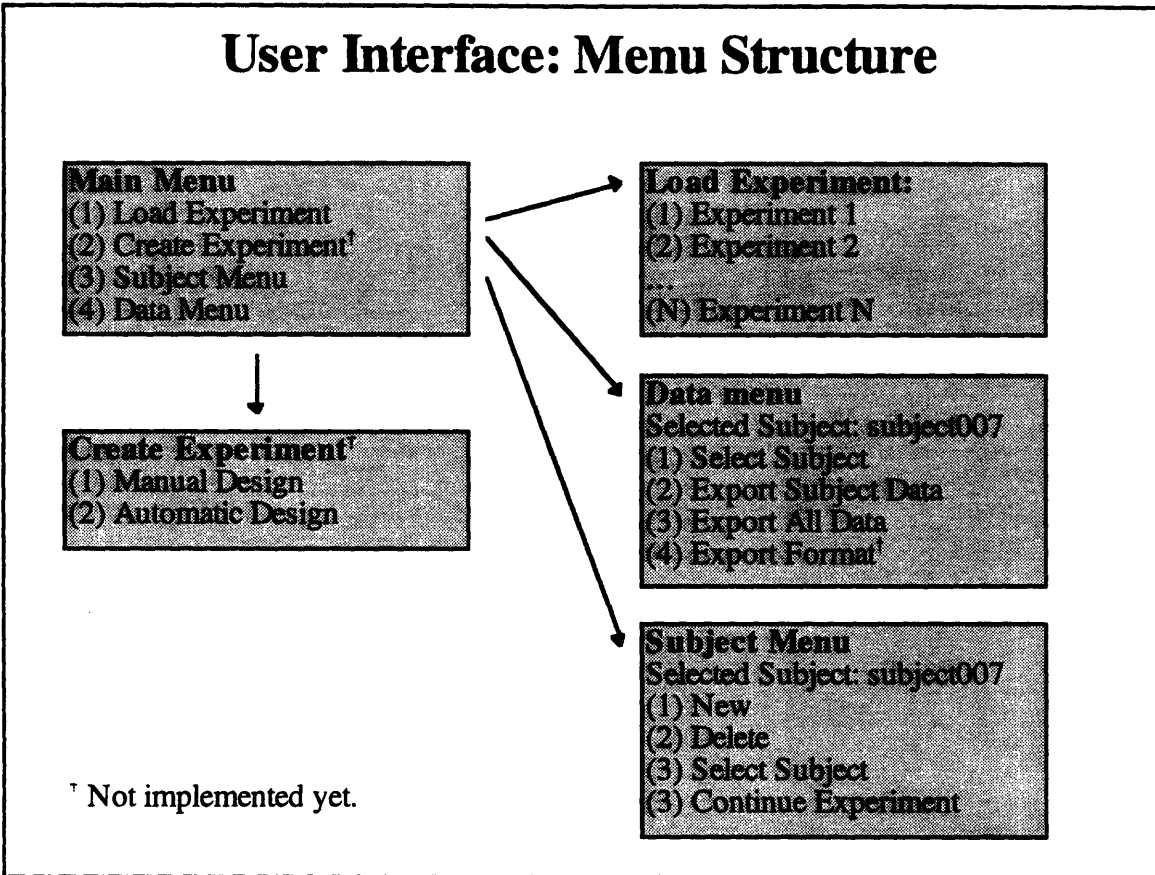 User Interface: Menu Structure
Main Menu
(1) Load Experiment
(2) Create Experiment†
(3) Subject Menu
(4) Data Menu
Create Experiment†
(1) Manual Design
(2) Automatic Design
† Not implemented yet.
Load Experiment:
(1) Experiment 1
(2) Experiment 2
...
(N) Experiment N
Data menu
Selected Subject: subject007
(1) Select Subject
(2) Export Subject Data
(3) Export All Data
(4) Export Format†
Subject Menu
Selected Subject: subject007
(1) New
(2) Delete
(3) Select Subject
(3) Continue Experiment